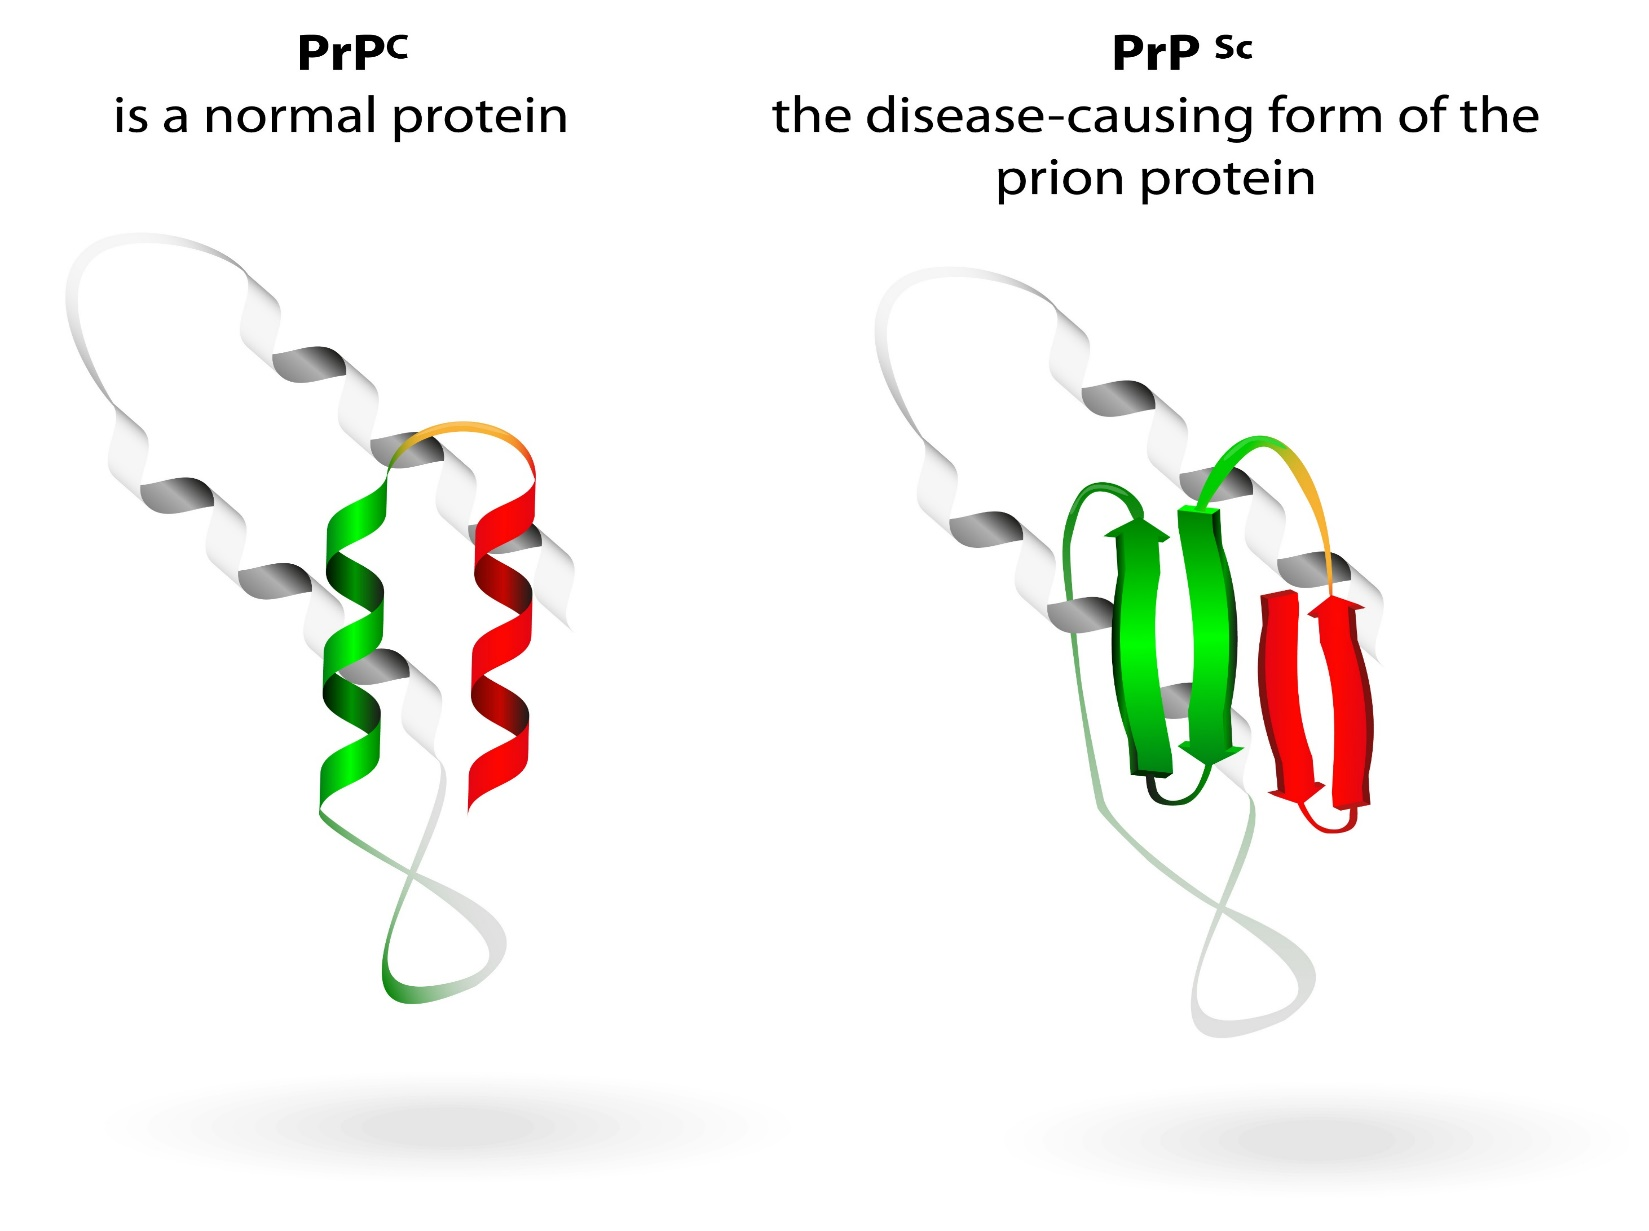 PrPᶜ
is a normal protein
PrP ˢᶜ
the disease-causing form of the
prion protein